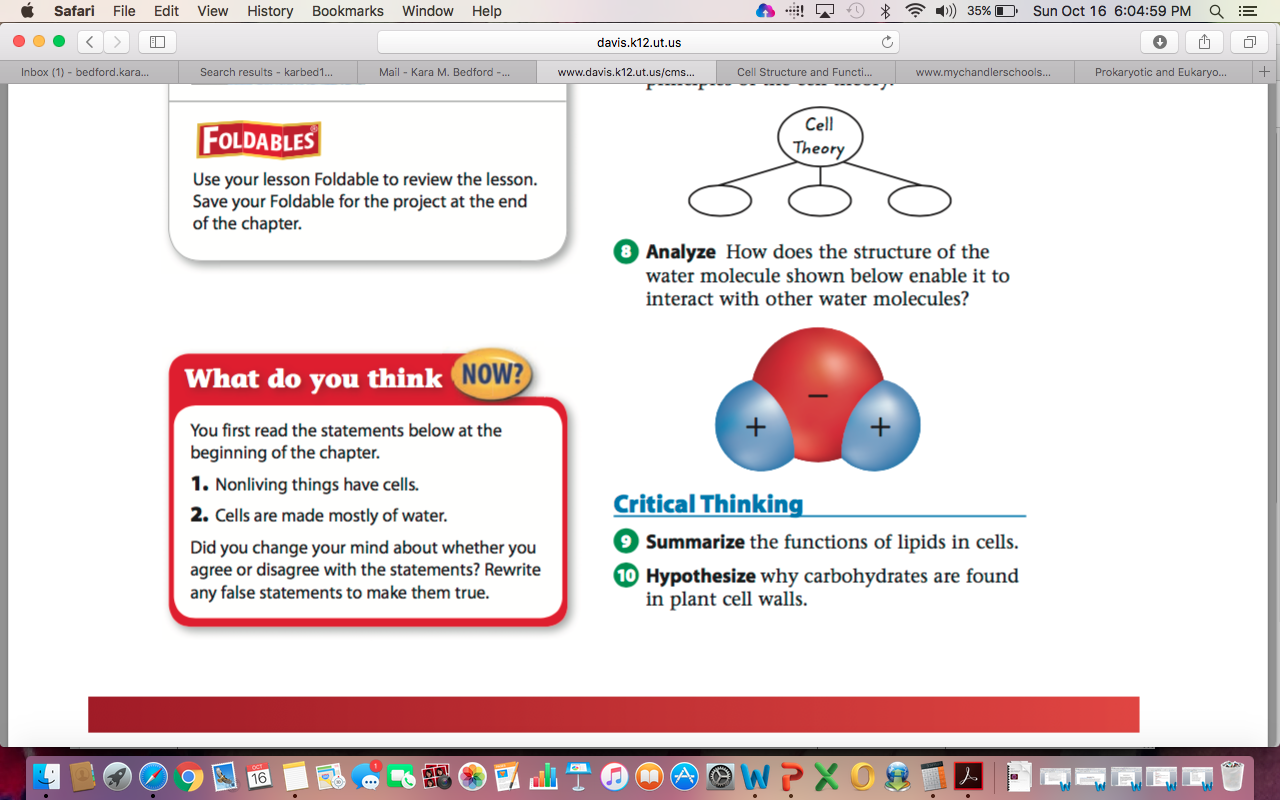 Safari File Edit View History Bookmarks Window Help 35% Sun Oct 16 6:04:59 PM
davis.k12.ut.us
Inbox (1) - bedford.kara... Search results - karbed1... Mail - Kara M. Bedford -... www.davis.k12.ut.us/cms... Cell Structure and Functi... www.mychandlerschools... Prokaryotic and Eukaryo...
FOLDABLES®
Use your lesson Foldable to review the lesson.
Save your Foldable for the project at the end
of the chapter.
What do you think NOW?
You first read the statements below at the
beginning of the chapter.
1. Nonliving things have cells.
2. Cells are made mostly of water.
Did you change your mind about whether you
agree or disagree with the statements? Rewrite
any false statements to make them true.
principles of the cell theory.
Cell
Theory
8 Analyze How does the structure of the
water molecule shown below enable it to
interact with other water molecules?
−
+ +
Critical Thinking
9 Summarize the functions of lipids in cells.
10 Hypothesize why carbohydrates are found
in plant cell walls.
OCT
16
1